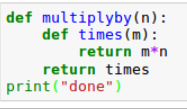 def multiplyby(n):
    def times(m):
        return m*n
    return times
print("done")